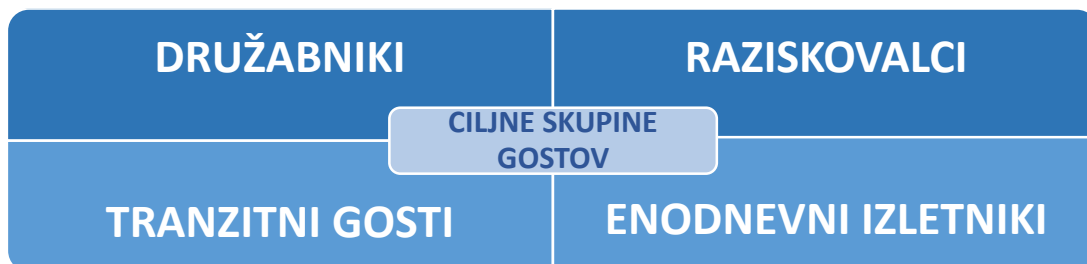 DRUŽABNIKI
RAZISKOVALCI
CILJNE SKUPINE
GOSTOV
TRANZITNI GOSTI
ENODNEVNI IZLETNIKI